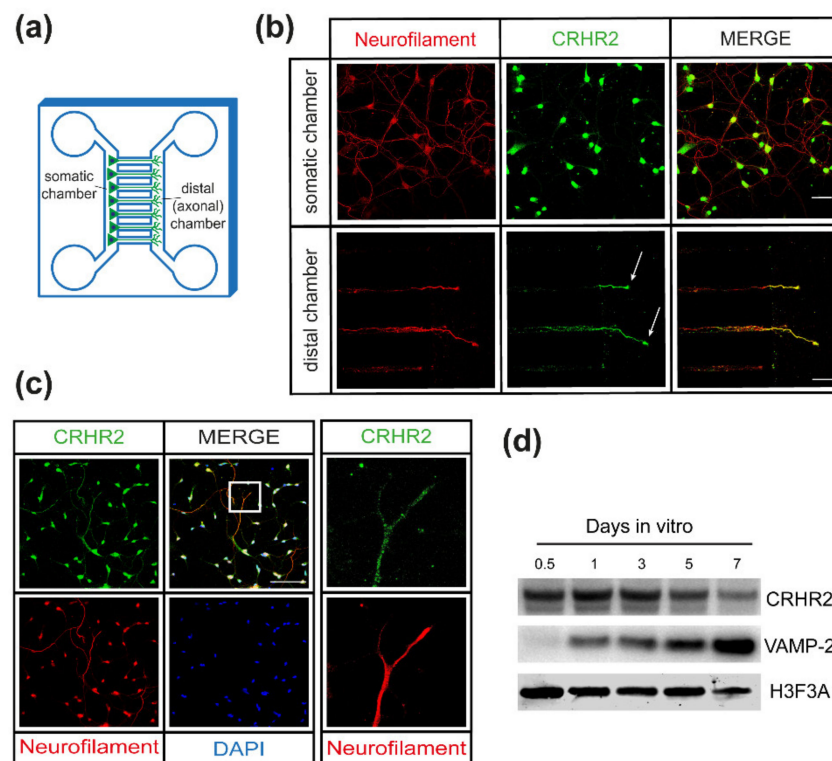 (a)
somatic
chamber
distal
(axonal)
chamber
(b)
Neurofilament
CRHR2
MERGE
somatic chamber
distal chamber
(c)
CRHR2
MERGE
CRHR2
Neurofilament
DAPI
Neurofilament
(d)
Days in vitro
0.5 1 3 5 7
CRHR2
VAMP-2
H3F3A